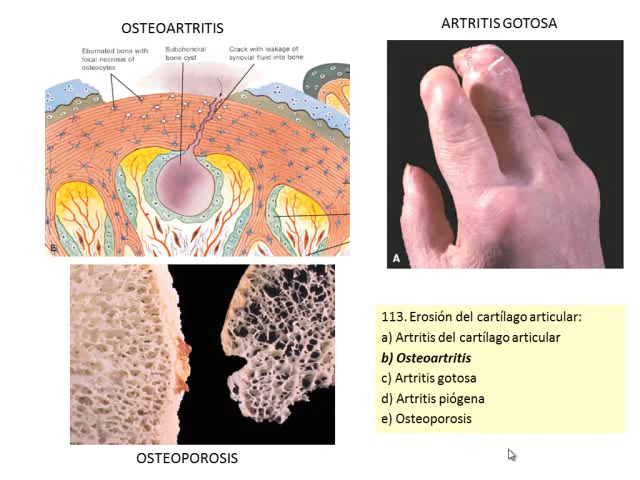 OSTEOARTRITIS
ARTRITIS GOTOSA
Eburnated bone with
focal necrosis of
osteocytes
Subchondral
bone cyst
Crack with leakage of
synovial fluid into bone
E
A
113. Erosión del cartílago articular:
a) Artritis del cartílago articular
b) Osteoartritis
c) Artritis gotosa
d) Artritis piógena
e) Osteoporosis
OSTEOPOROSIS